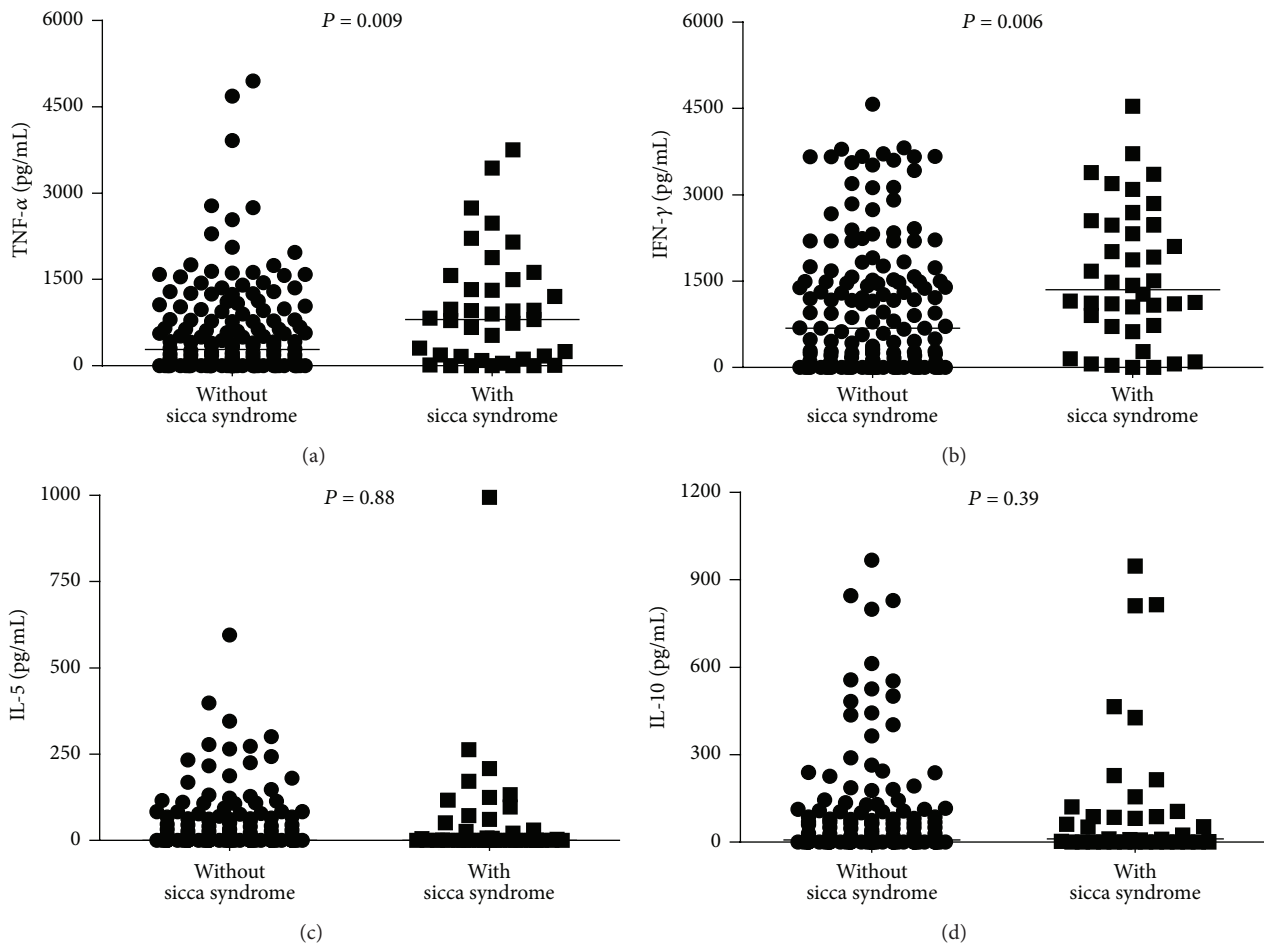 P = 0.009
6000
4500
3000
1500
0
TNF-α (pg/mL)
Without
sicca syndrome
With
sicca syndrome
(a)
P = 0.006
6000
4500
3000
1500
0
IFN-γ (pg/mL)
Without
sicca syndrome
With
sicca syndrome
(b)
P = 0.88
1000
750
500
250
0
IL-5 (pg/mL)
Without
sicca syndrome
With
sicca syndrome
(c)
P = 0.39
1200
900
600
300
0
IL-10 (pg/mL)
Without
sicca syndrome
With
sicca syndrome
(d)